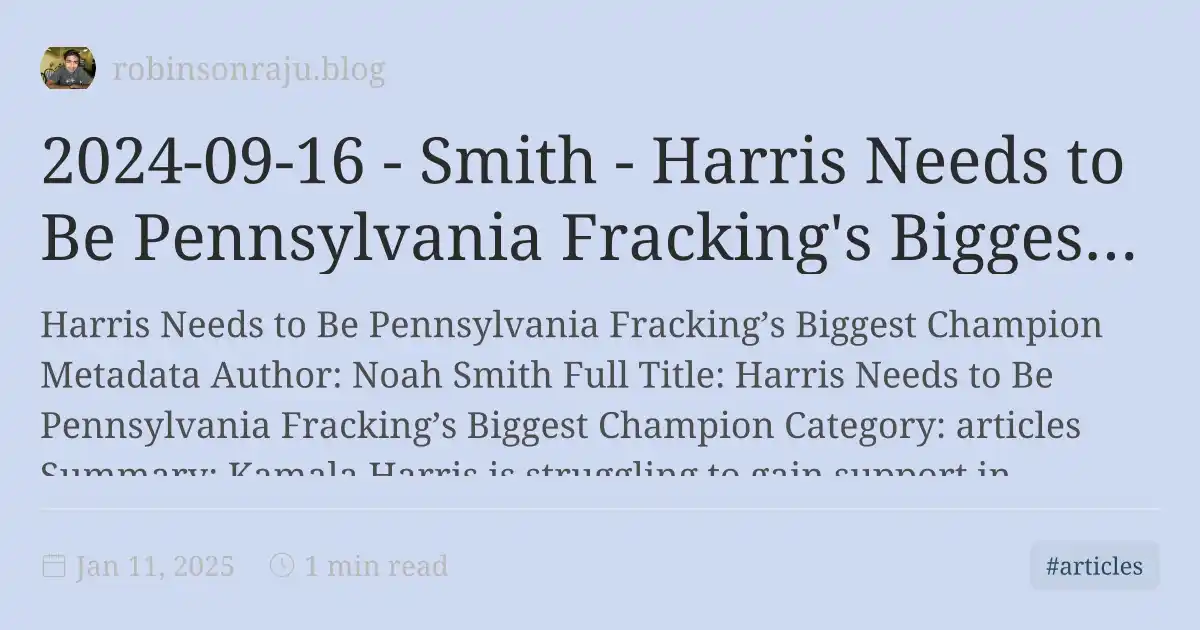 robinsonraju.blog
2024-09-16 - Smith - Harris Needs to
Be Pennsylvania Fracking's Bigges...
Harris Needs to Be Pennsylvania Fracking’s Biggest Champion
Metadata Author: Noah Smith Full Title: Harris Needs to Be
Pennsylvania Fracking’s Biggest Champion Category: articles
Summary: Kamala Harris is struggling to gain support in
Jan 11, 2025 1 min read
#articles